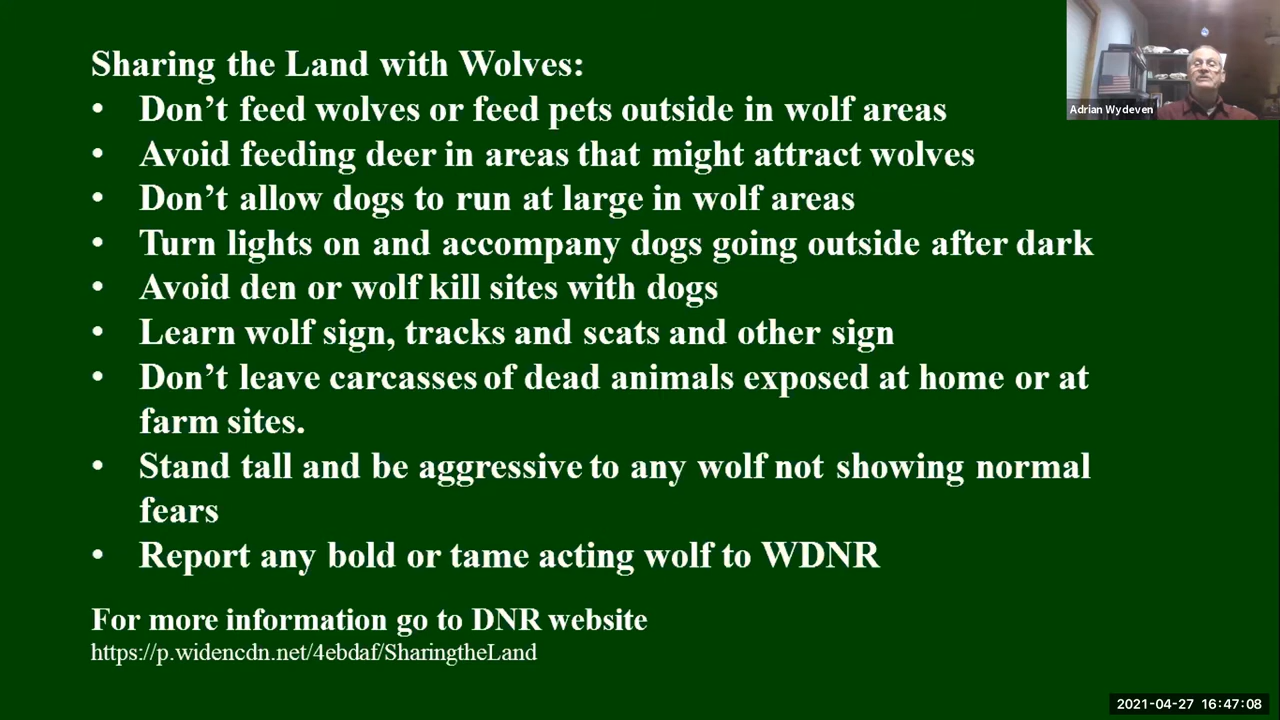 Sharing the Land with Wolves:
• Don't feed wolves or feed pets outside in wolf areas
• Avoid feeding deer in areas that might attract wolves
• Don't allow dogs to run at large in wolf areas
• Turn lights on and accompany dogs going outside after dark
• Avoid den or wolf kill sites with dogs
• Learn wolf sign, tracks and scats and other sign
• Don't leave carcasses of dead animals exposed at home or at
farm sites.
• Stand tall and be aggressive to any wolf not showing normal
fears
• Report any bold or tame acting wolf to WDNR
For more information go to DNR website
https://p.widencdn.net/4ebdaf/SharingtheLand
Adrian Wydeven
2021-04-27 16:47:08